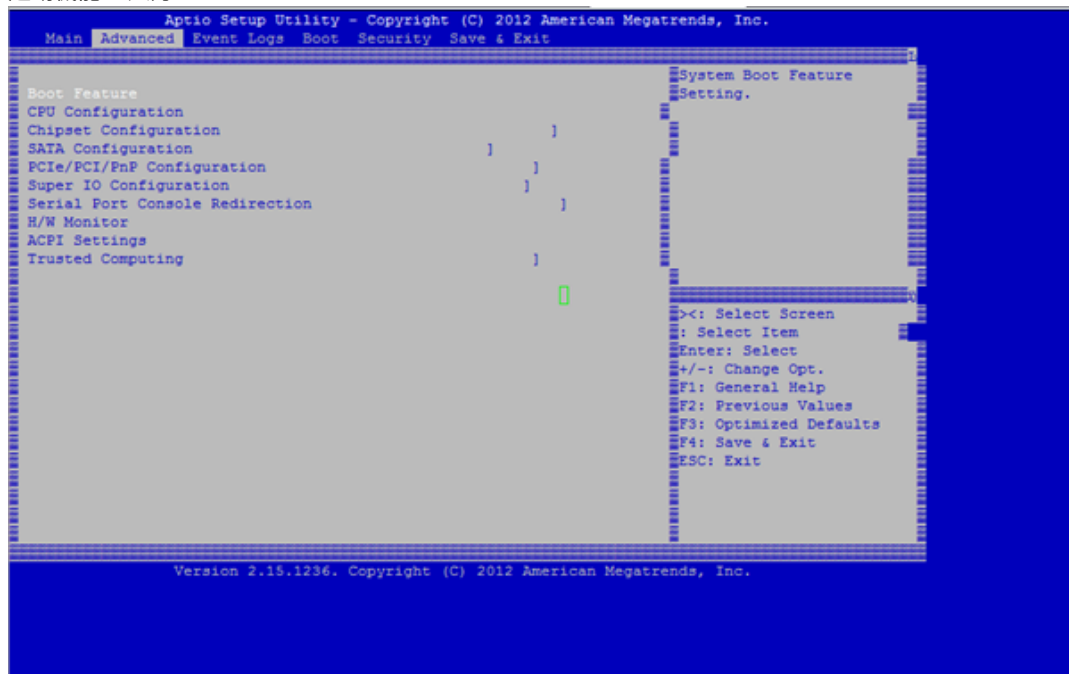 Aptio Setup Utility - Copyright (C) 2012 American Megatrends, Inc.
Main Advanced Event Logs Boot Security Save & Exit
Boot Feature
CPU Configuration
Chipset Configuration ]
SATA Configuration ]
PCIe/PCI/PnP Configuration ]
Super IO Configuration ]
Serial Port Console Redirection ]
H/W Monitor
ACPI Settings
Trusted Computing ]
System Boot Feature
Setting.
><: Select Screen
: Select Item
Enter: Select
+/-: Change Opt.
F1: General Help
F2: Previous Values
F3: Optimized Defaults
F4: Save & Exit
ESC: Exit
Version 2.15.1236. Copyright (C) 2012 American Megatrends, Inc.